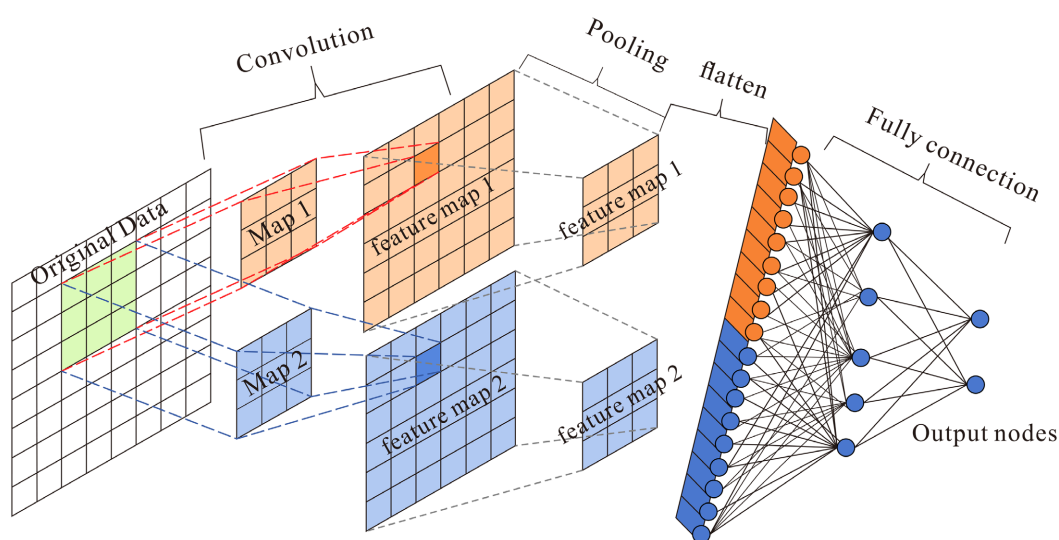 Convolution
Pooling
flatten
Fully connection
Original Data
Map 1
feature map 1
feature map 1
Map 2
feature map 2
feature map 2
Output nodes